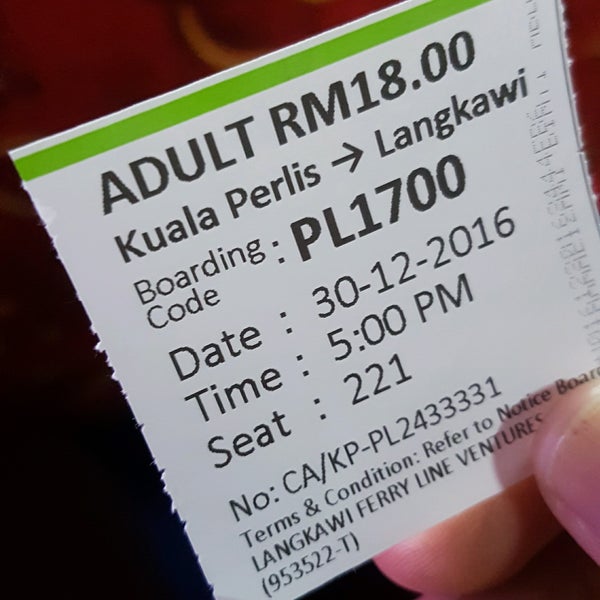 ADULT RM18.00
Kuala Perlis → Langkawi
Boarding Code : PL1700
Date : 30-12-2016
Time : 5:00 PM
Seat : 221
No: CA/KP-PL2433331
Terms & Condition: Refer to Notice Board
LANGKAWI FERRY LINE VENTURES
(953522-T)